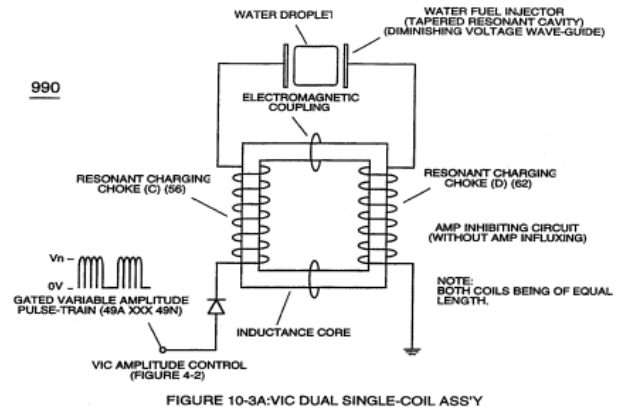 WATER DROPLET
WATER FUEL INJECTOR
(TAPERED RESONANT CAVITY)
(DIMINISHING VOLTAGE WAVE-GUIDE)
990
ELECTROMAGNETIC
COUPLING
RESONANT CHARGING
CHOKE (C) (56)
RESONANT CHARGING
CHOKE (D) (62)
AMP INHIBITING CIRCUIT
(WITHOUT AMP INFLUXING)
Vn
0V
GATED VARIABLE AMPLITUDE
PULSE-TRAIN (49A XXX 49N)
NOTE:
BOTH COILS BEING OF EQUAL
LENGTH.
INDUCTANCE CORE
VIC AMPLITUDE CONTROL
(FIGURE 4-2)
FIGURE 10-3A:VIC DUAL SINGLE-COIL ASS'Y